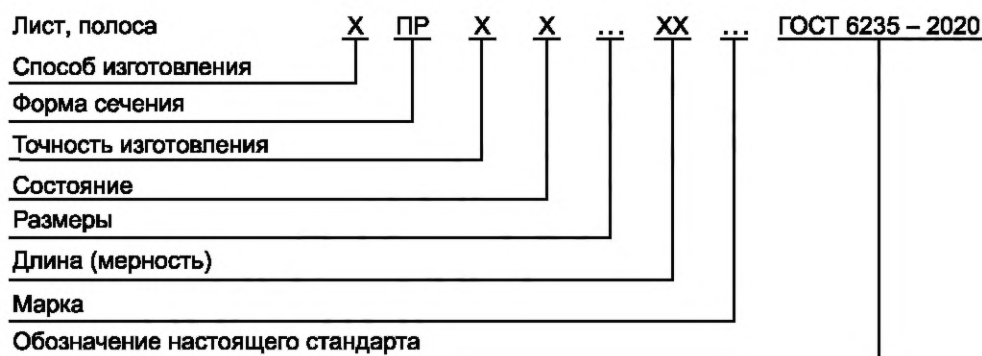 Лист, полоса Х ПР Х Х ... ХХ ... ГОСТ 6235 – 2020
Способ изготовления
Форма сечения
Точность изготовления
Состояние
Размеры
Длина (мерность)
Марка
Обозначение настоящего стандарта